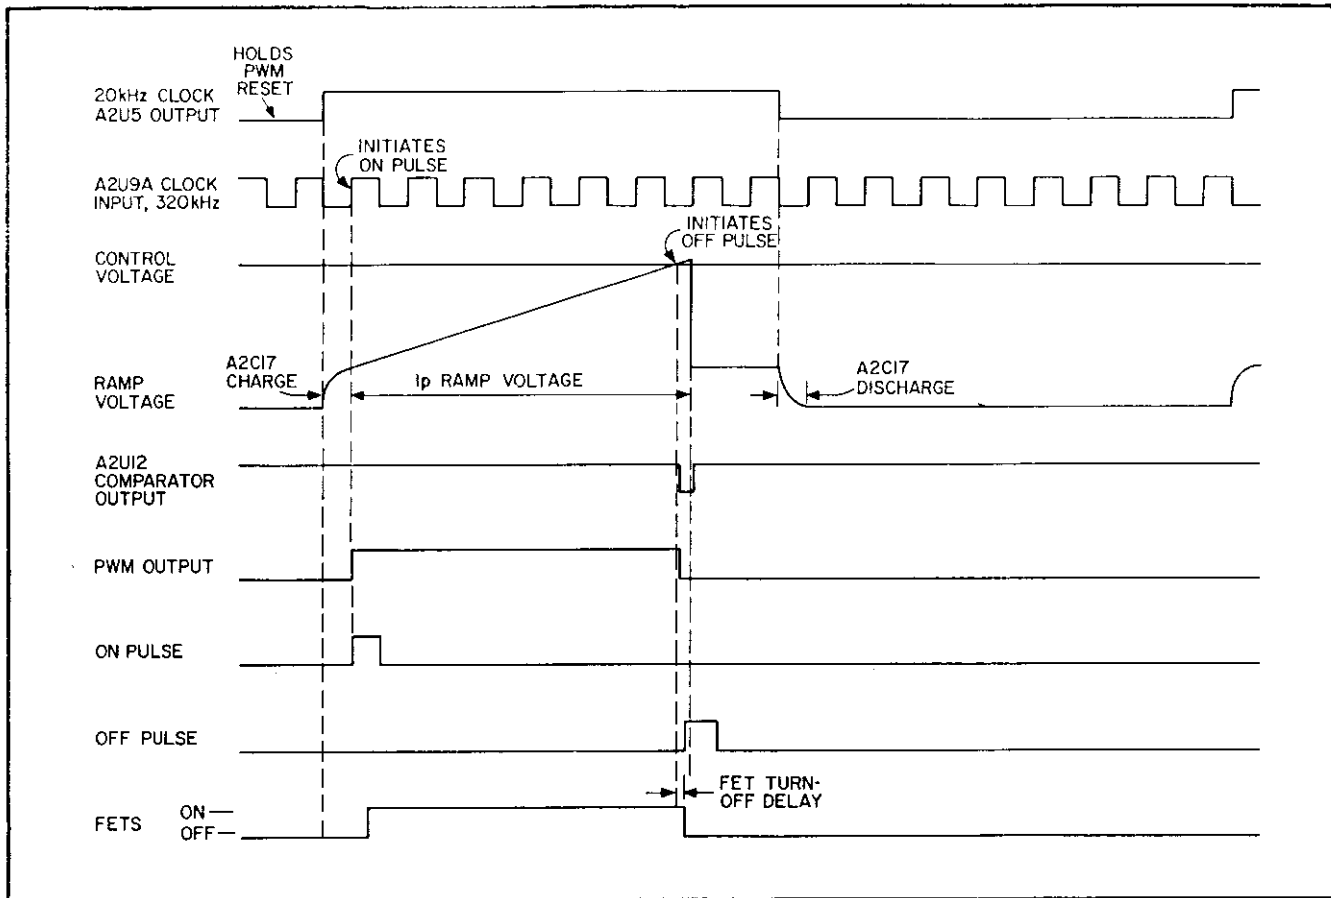 HOLDS
PWM
RESET
20kHz CLOCK
A2U5 OUTPUT
INITIATES
ON PULSE
A2U9A CLOCK
INPUT, 320kHz
INITIATES
OFF PULSE
CONTROL
VOLTAGE
A2C17
CHARGE
Ip RAMP VOLTAGE
A2C17
DISCHARGE
RAMP
VOLTAGE
A2U12
COMPARATOR
OUTPUT
PWM OUTPUT
ON PULSE
OFF PULSE
FET TURN-
OFF DELAY
FETS
ON
OFF